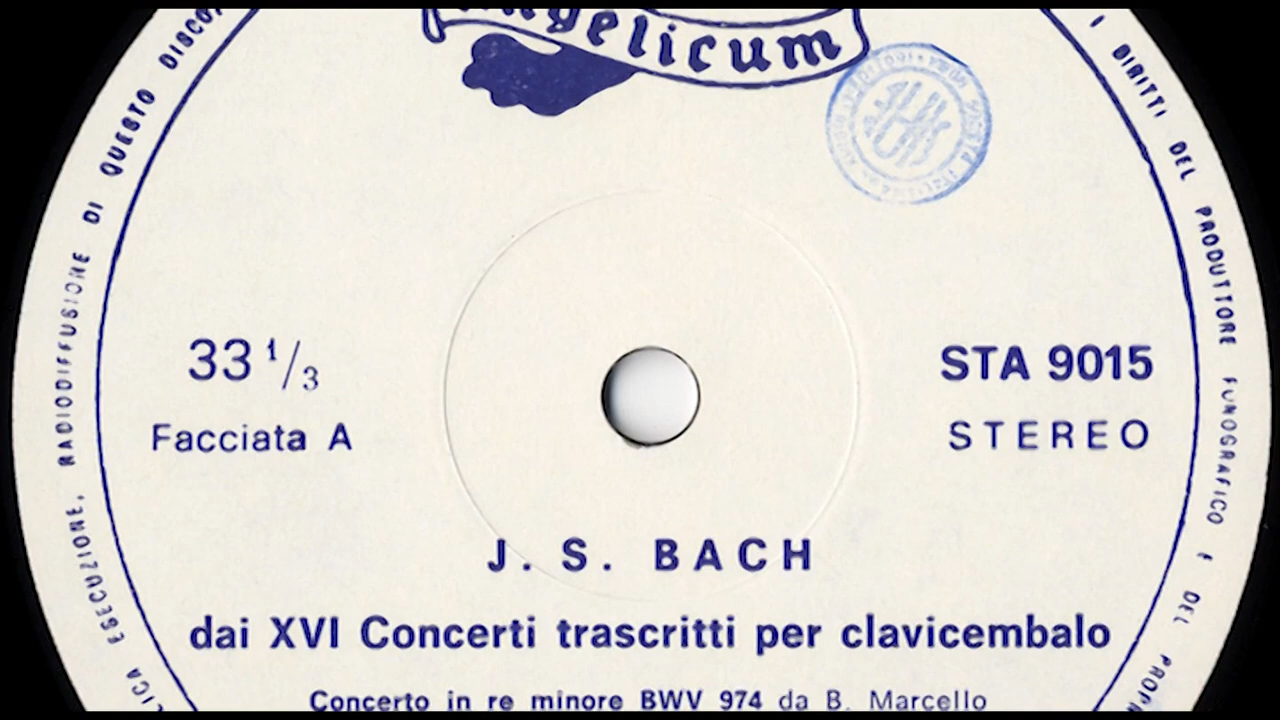 Angelicum
33 1/3
STA 9015
Facciata A
STEREO
J. S. BACH
dai XVI Concerti trascritti per clavicembalo
Concerto in re minore BWV 974 da B. Marcello
ESECUZIONE, RADIODIFFUSIONE DI QUESTO DISCO
I DIRITTI DEL PRODUTTORE FONOGRAFICO E DEL